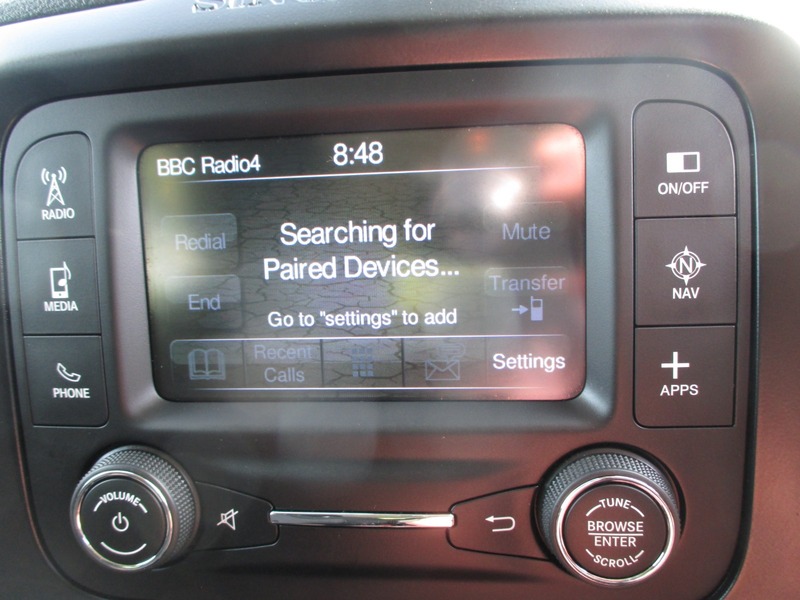 BBC Radio4 8:48
RADIO
ON/OFF
Redial
Searching for
Mute
Paired Devices...
MEDIA
End
Transfer
N
NAV
Go to "settings" to add
Recent
Calls
Settings
PHONE
APPS
VOLUME
TUNE
BROWSE
ENTER
SCROLL